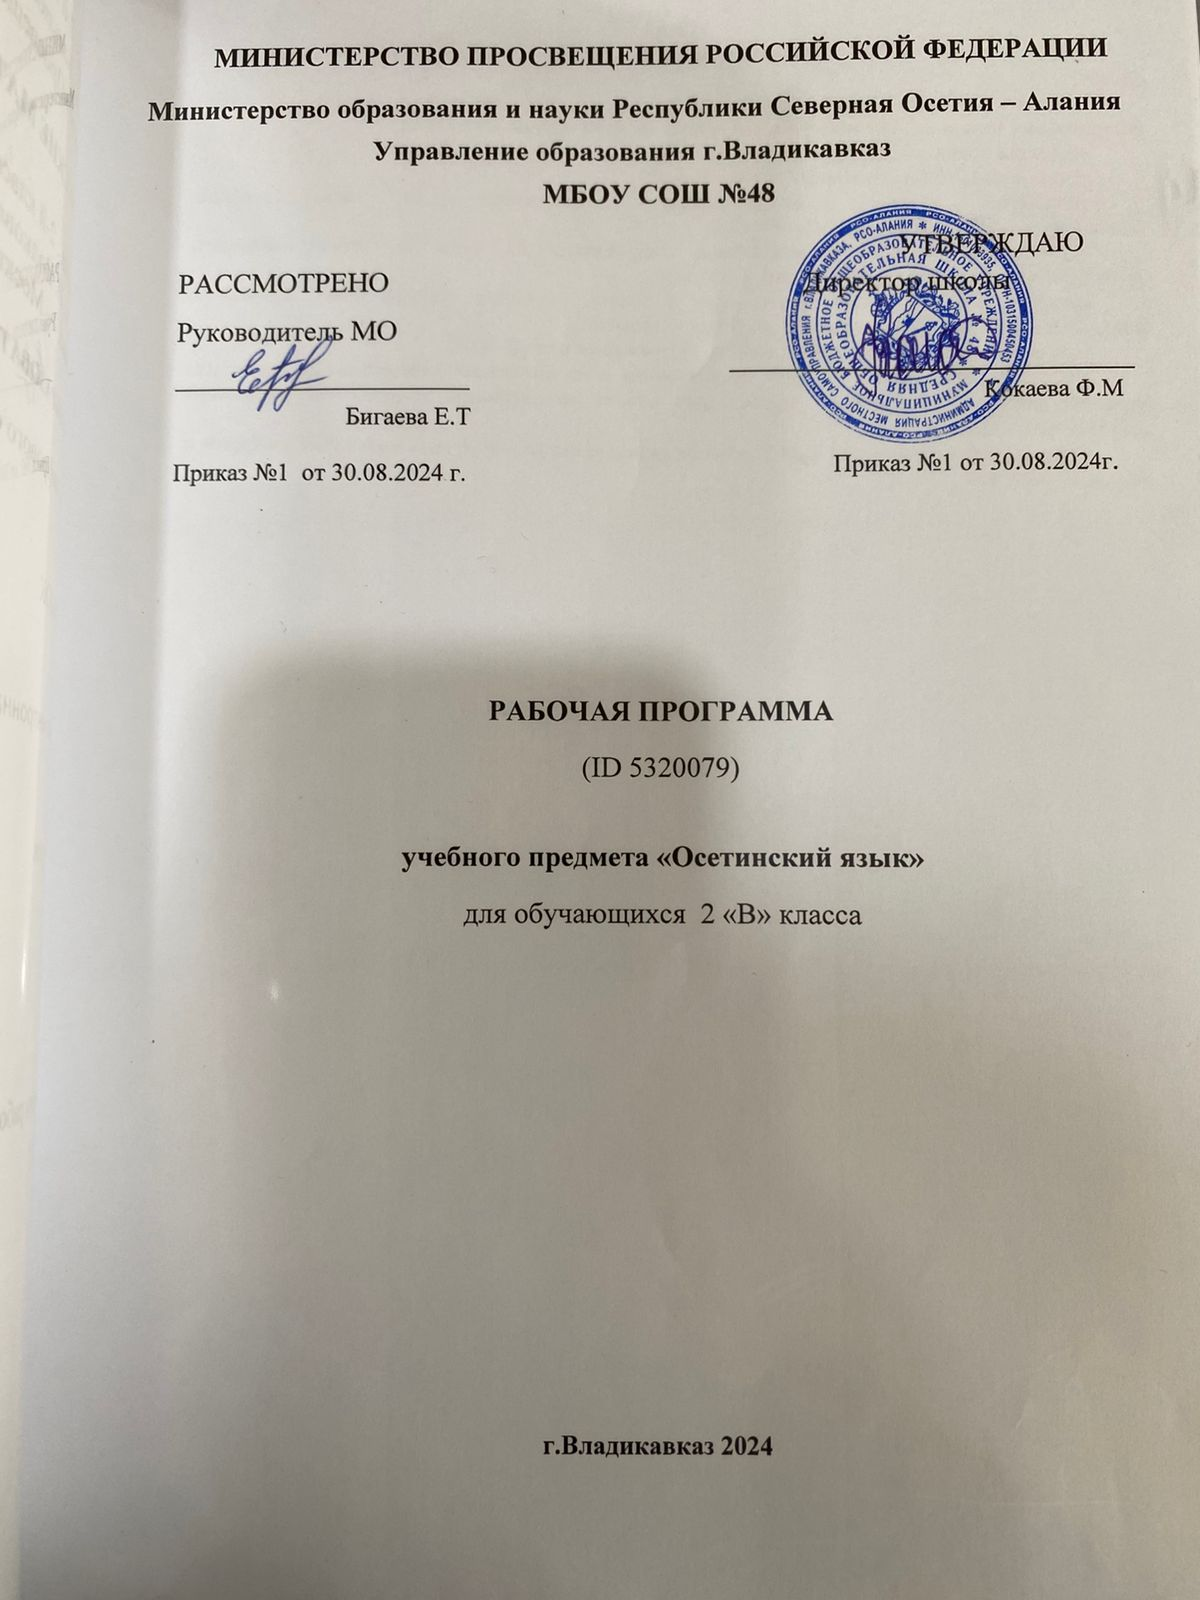 МИНИСТЕРСТВО ПРОСВЕЩЕНИЯ РОССИЙСКОЙ ФЕДЕРАЦИИ
Министерство образования и науки Республики Северная Осетия – Алания
Управление образования г.Владикавказ
МБОУ СОШ №48
УТВЕРЖДАЮ
РАССМОТРЕНО
Директор школы
Руководитель МО
Кокаева Ф.М
Бигаева Е.Т
Приказ №1 от 30.08.2024г.
Приказ №1 от 30.08.2024 г.
РАБОЧАЯ ПРОГРАММА
(ID 5320079)
учебного предмета «Осетинский язык»
для обучающихся 2 «В» класса
г.Владикавказ 2024